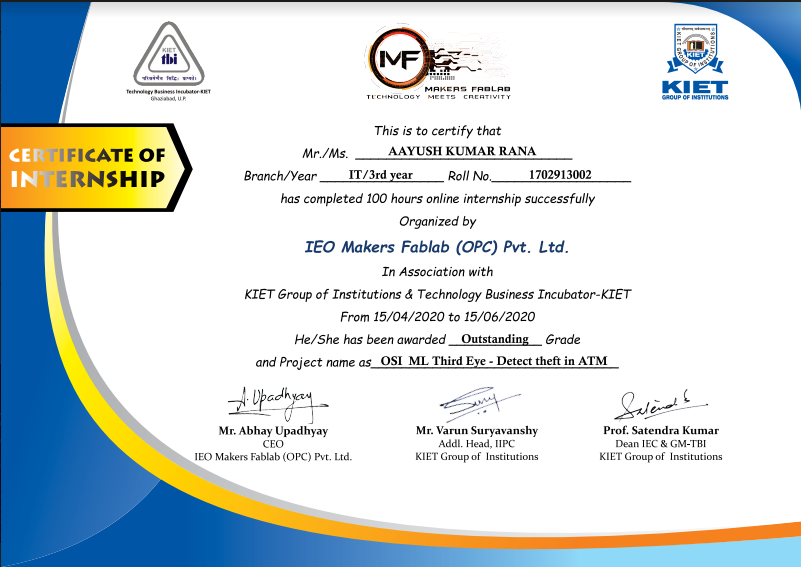 KIET
tbi
Technology Business Incubator-KIET
Ghaziabad, U.P.
MF
MAKERS FABLAB
TECHNOLOGY MEETS CREATIVITY
KIET GROUP OF INSTITUTIONS
KIET
GROUP OF INSTITUTIONS
CERTIFICATE OF
INTERNSHIP
This is to certify that
Mr./Ms. AAYUSH KUMAR RANA
Branch/Year IT/3rd year Roll No. 1702913002
has completed 100 hours online internship successfully
Organized by
IEO Makers Fablab (OPC) Pvt. Ltd.
In Association with
KIET Group of Institutions & Technology Business Incubator-KIET
From 15/04/2020 to 15/06/2020
He/She has been awarded Outstanding Grade
and Project name as OSI ML Third Eye - Detect theft in ATM
A.Upadhyay
Mr. Abhay Upadhyay
CEO
IEO Makers Fablab (OPC) Pvt. Ltd.
Mr. Varun Suryavanshy
Addl. Head, IIPC
KIET Group of Institutions
Prof. Satendra Kumar
Dean IEC & GM-TBI
KIET Group of Institutions